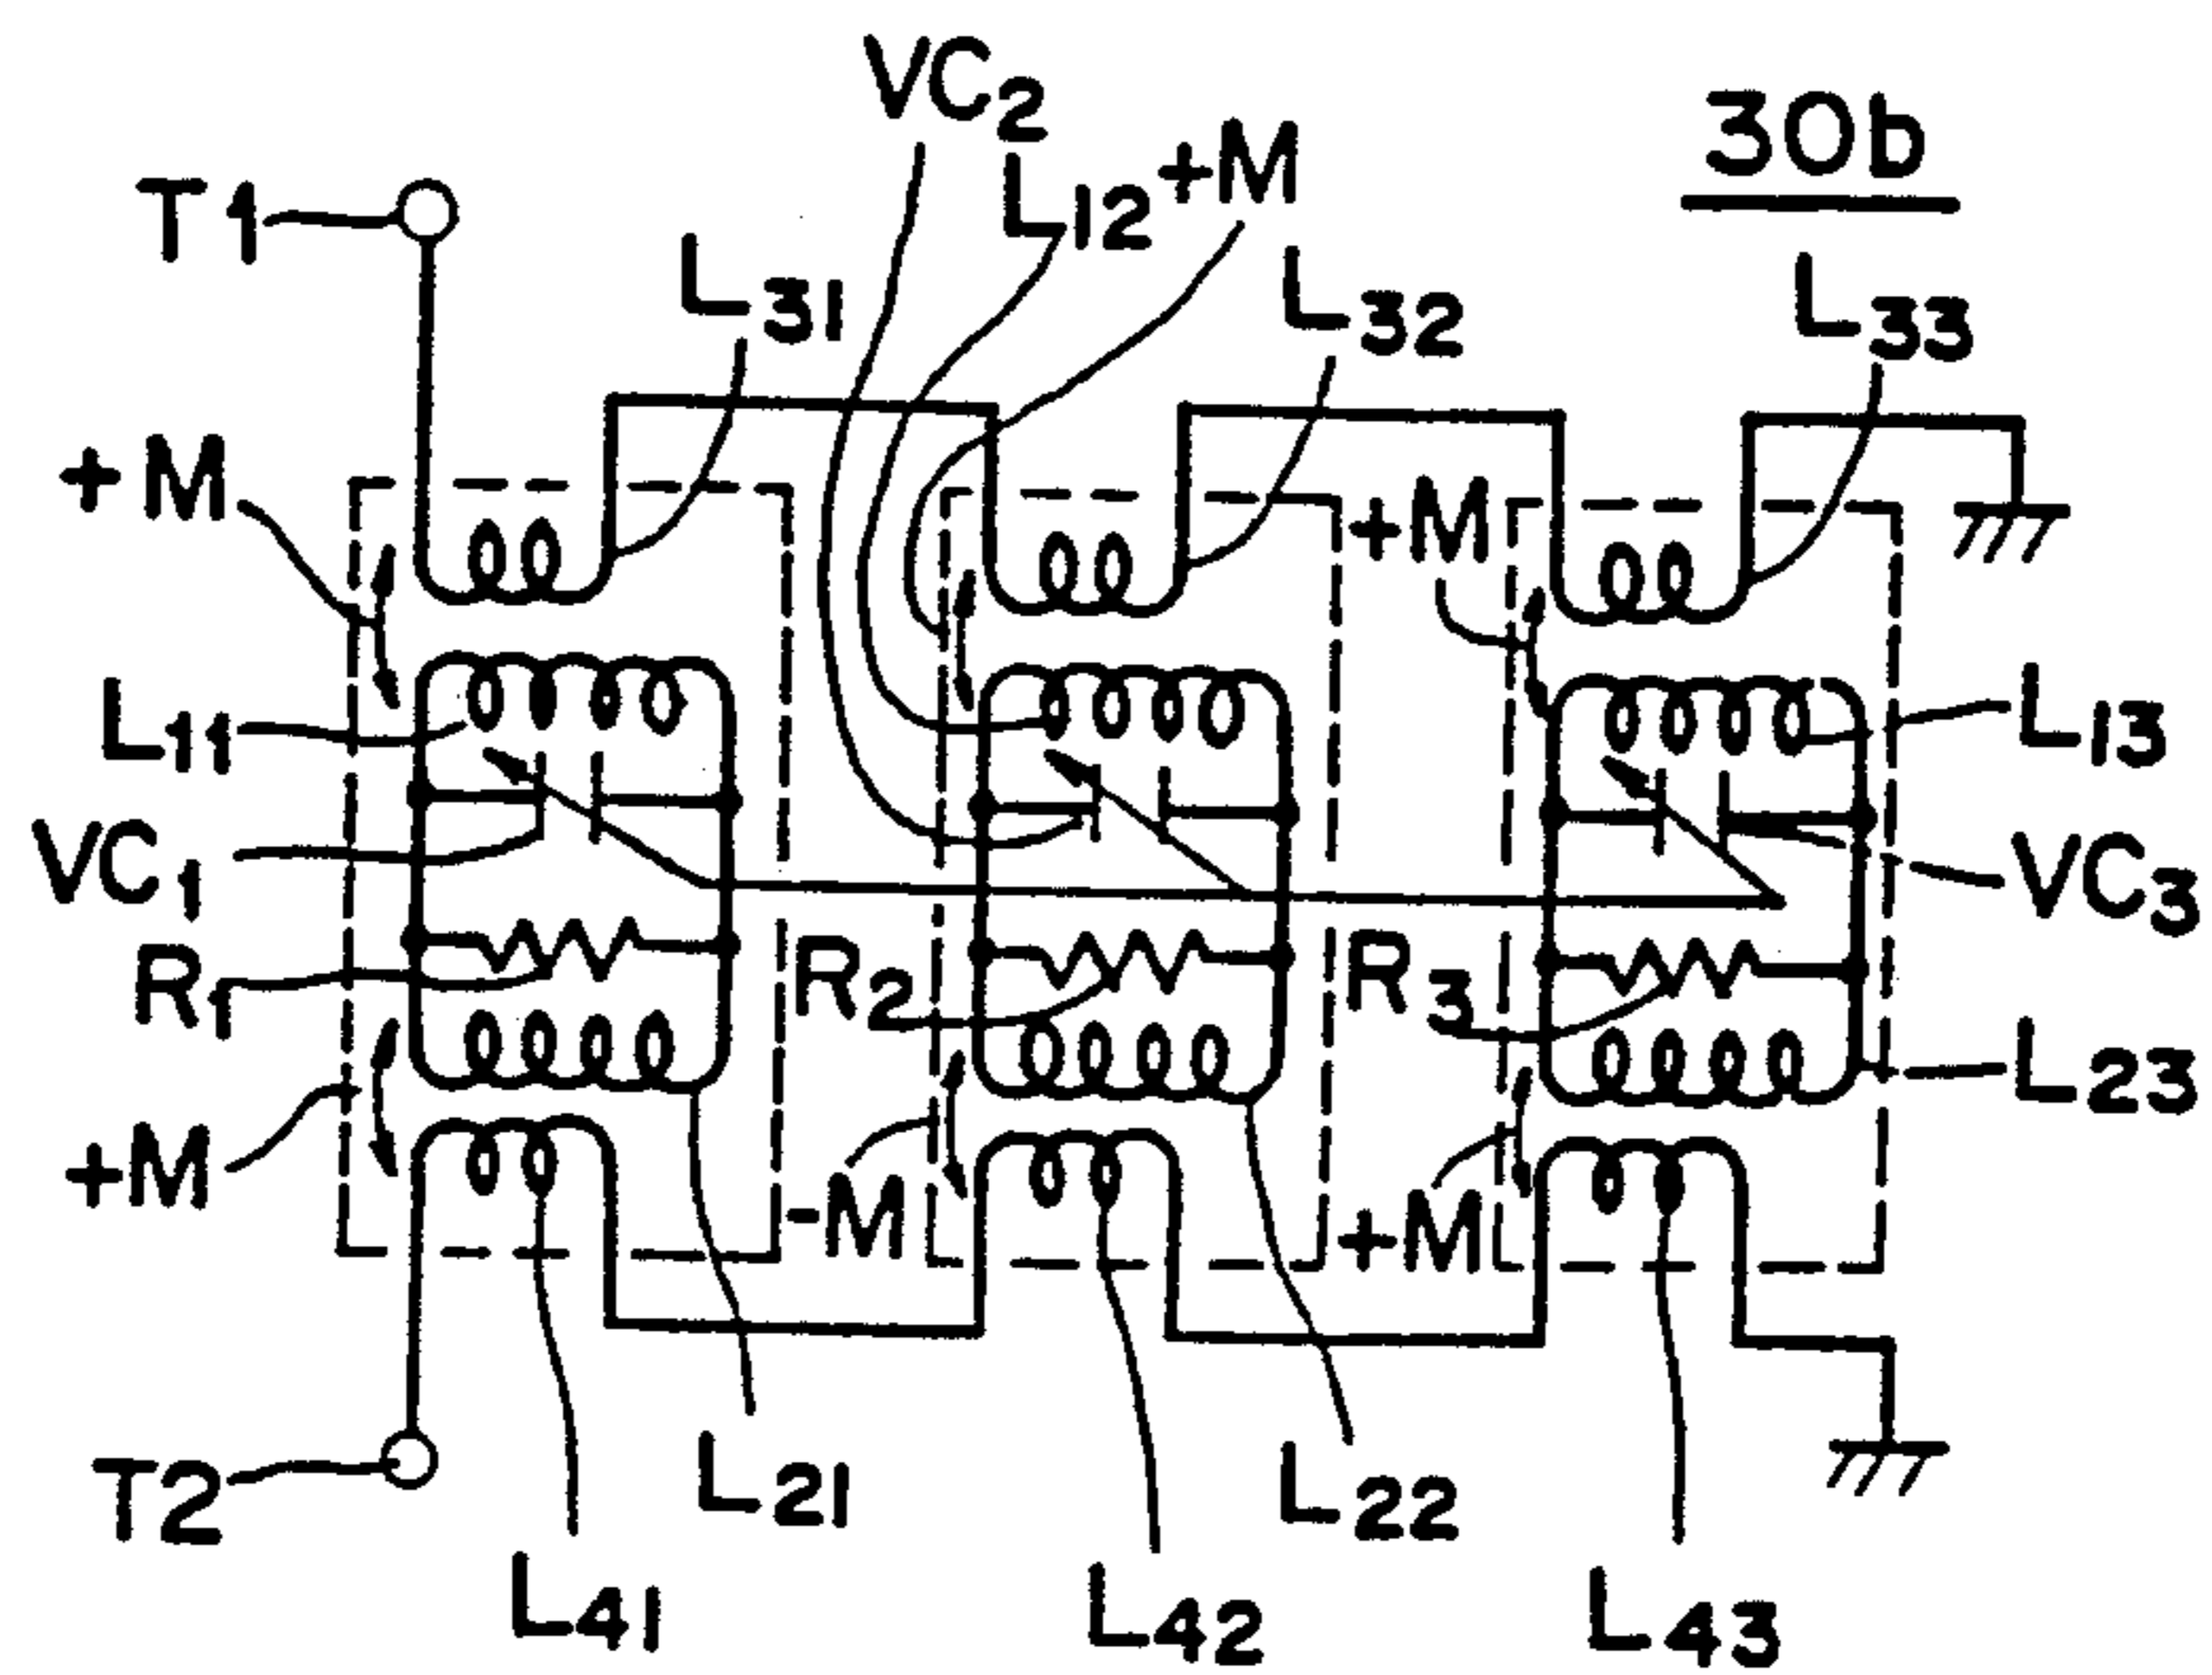 VC2
L12
+M
30b
T1
L31
L32
L33
+M
+M
L11
L13
VC1
VC3
R1
R2
R3
L23
+M
-M
+M
T2
L21
L22
L41
L42
L43